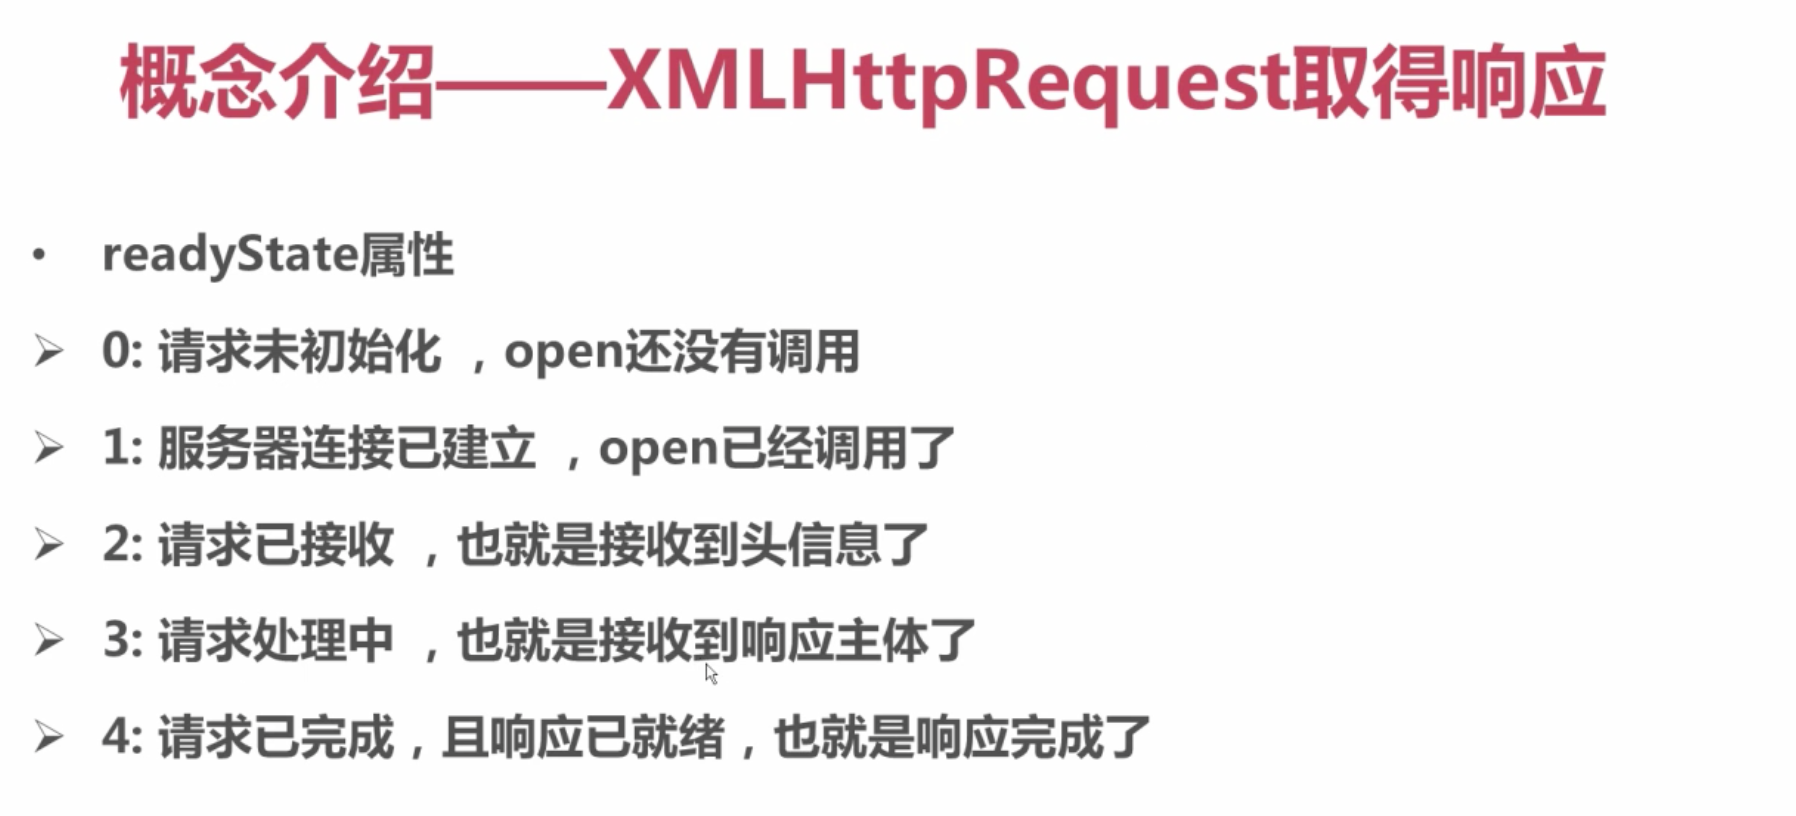 概念介绍——XMLHttpRequest取得响应
• readyState属性
➢ 0: 请求未初始化 ，open还没有调用
➢ 1: 服务器连接已建立 ，open已经调用了
➢ 2: 请求已接收 ，也就是接收到头信息了
➢ 3: 请求处理中 ，也就是接收到响应主体了
➢ 4: 请求已完成，且响应已就绪，也就是响应完成了